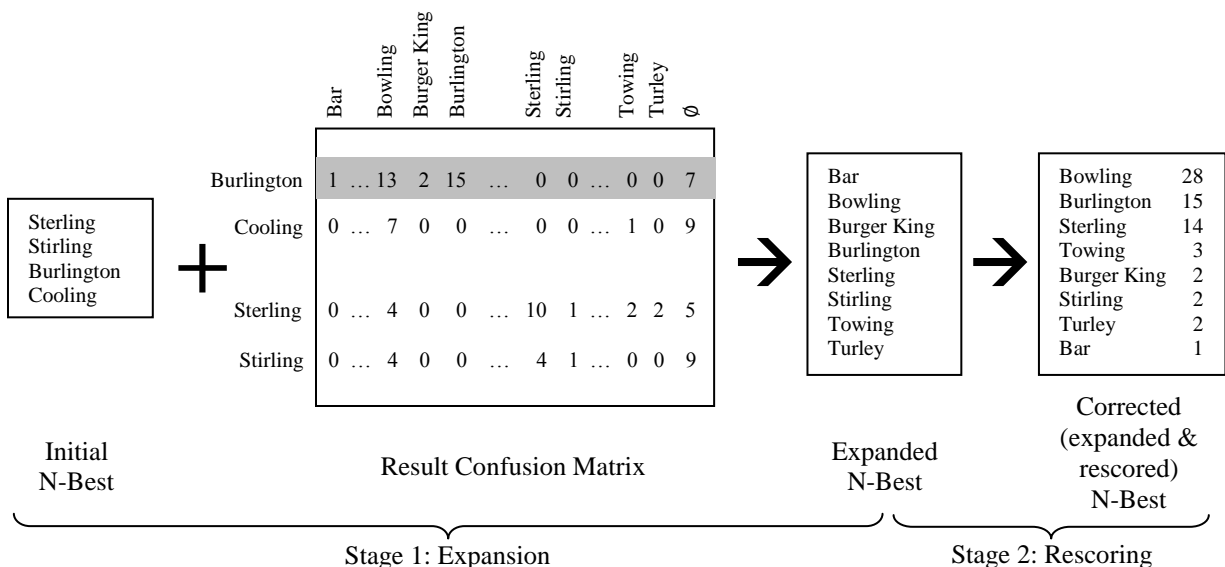 Bar Bowling Burger King Burlington Sterling Stirling Towing Turley Ø
Burlington 1 … 13 2 15 … 0 0 … 0 0 7
Cooling 0 … 7 0 0 … 0 0 … 1 0 9
Sterling 0 … 4 0 0 … 10 1 … 2 2 5
Stirling 0 … 4 0 0 … 4 1 … 0 0 9
Sterling
Stirling
Burlington
Cooling
+
Bar
Bowling
Burger King
Burlington
Sterling
Stirling
Towing
Turley
Bowling 28
Burlington 15
Sterling 14
Towing 3
Burger King 2
Stirling 2
Turley 2
Bar 1
Initial
N-Best
Result Confusion Matrix
Expanded
N-Best
Corrected
(expanded &
rescored)
N-Best
Stage 1: Expansion
Stage 2: Rescoring